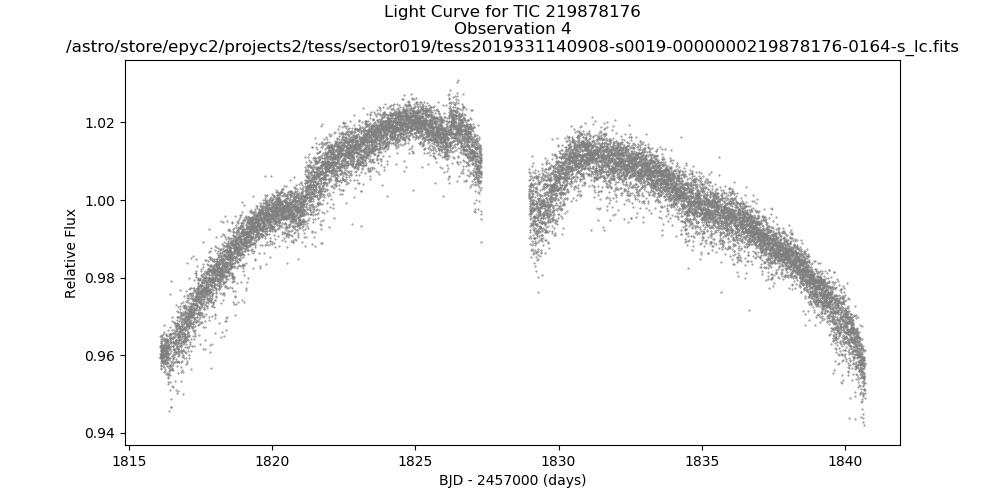 Light Curve for TIC 219878176
Observation 4
/astro/store/epyc2/projects2/tess/sector019/tess2019331140908-s0019-0000000219878176-0164-s_lc.fits
1.02
1.00
0.98
0.96
0.94
Relative Flux
1815
1820
1825
1830
1835
1840
BJD - 2457000 (days)